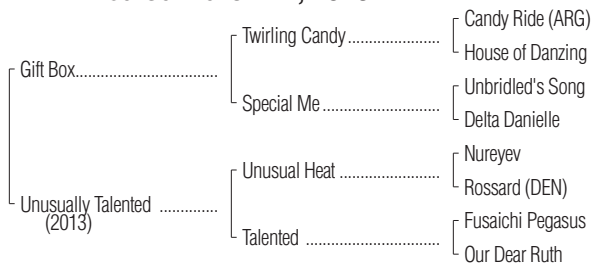 Candy Ride (ARG)
Twirling Candy
House of Danzing
Gift Box
Unbridled's Song
Special Me
Delta Danielle
Nureyev
Unusual Heat
Rossard (DEN)
Unusually Talented
(2013)
Fusaichi Pegasus
Talented
Our Dear Ruth